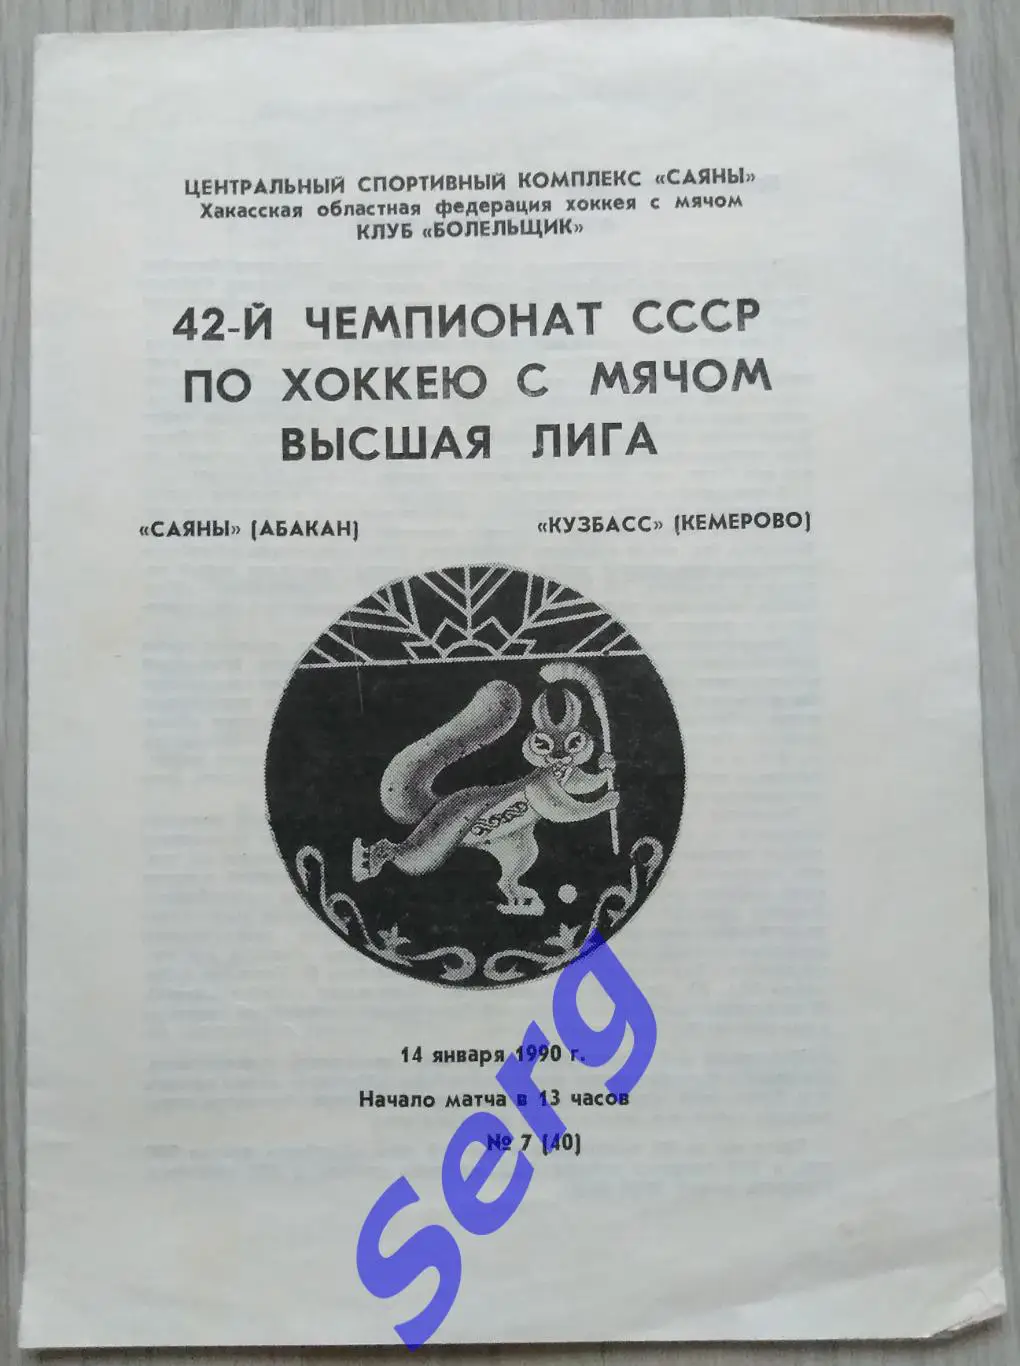 ЦЕНТРАЛЬНЫЙ СПОРТИВНЫЙ КОМПЛЕКС «САЯНЫ»
Хакасская областная федерация хоккея с мячом
КЛУБ «БОЛЕЛЬЩИК»
42-Й ЧЕМПИОНАТ СССР
ПО ХОККЕЮ С МЯЧОМ
ВЫСШАЯ ЛИГА
«САЯНЫ» (АБАКАН) «КУЗБАСС» (КЕМЕРОВО)
14 января 1990 г.
Начало матча в 13 часов
№ 7 (40)
Serg